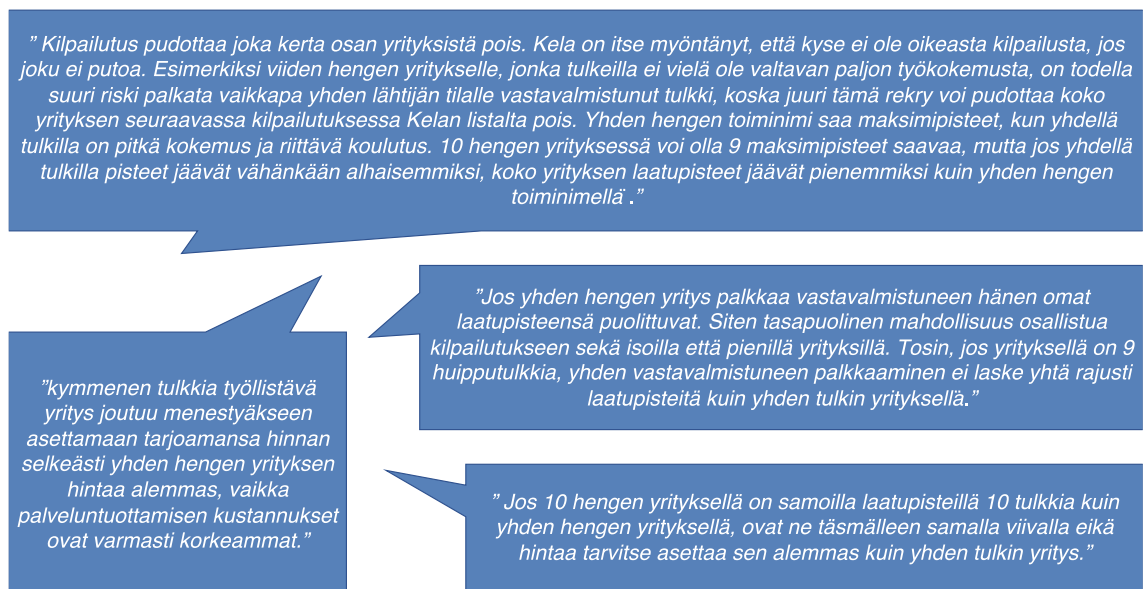 ” Kilpailutus pudottaa joka kerta osan yrityksistä pois. Kela on itse myöntänyt, että kyse ei ole oikeasta kilpailusta, jos
joku ei putoa. Esimerkiksi viiden hengen yritykselle, jonka tulkeilla ei vielä ole valtavan paljon työkokemusta, on todella
suuri riski palkata vaikkapa yhden lähtijän tilalle vastavalmistunut tulkki, koska juuri tämä rekry voi pudottaa koko
yrityksen seuraavassa kilpailutuksessa Kelan listalta pois. Yhden hengen toiminimi saa maksimipisteet, kun yhdellä
tulkilla on pitkä kokemus ja riittävä koulutus. 10 hengen yrityksessä voi olla 9 maksimipisteet saavaa, mutta jos yhdellä
tulkilla pisteet jäävät vähänkään alhaisemmiksi, koko yrityksen laatupisteet jäävät pienemmiksi kuin yhden hengen
toiminimellä .”
”Jos yhden hengen yritys palkkaa vastavalmistuneen hänen omat
laatupisteensä puolittuvat. Siten tasapuolinen mahdollisuus osallistua
kilpailutukseen sekä isoilla että pienillä yrityksillä. Tosin, jos yrityksellä on 9
huipputulkkia, yhden vastavalmistuneen palkkaaminen ei laske yhtä rajusti
laatupisteitä kuin yhden tulkin yrityksellä.”
”kymmenen tulkkia työllistävä
yritys joutuu menestyäkseen
asettamaan tarjoamansa hinnan
selkeästi yhden hengen yrityksen
hintaa alemmas, vaikka
palveluntuottamisen kustannukset
ovat varmasti korkeammat.”
” Jos 10 hengen yrityksellä on samoilla laatupisteillä 10 tulkkia kuin
yhden hengen yrityksellä, ovat ne täsmälleen samalla viivalla eikä
hintaa tarvitse asettaa sen alemmas kuin yhden tulkin yritys.”